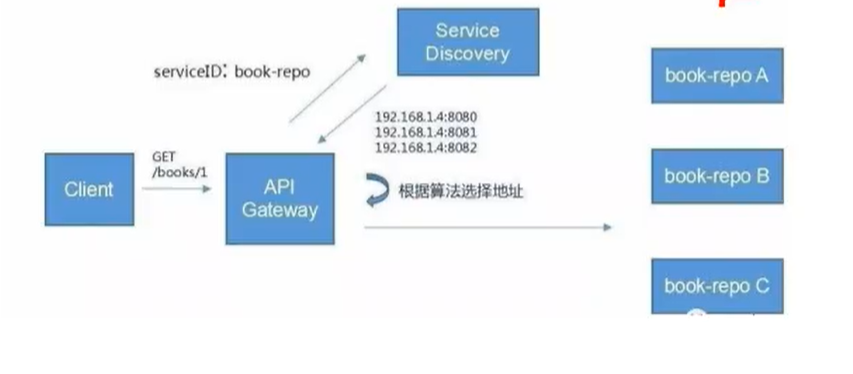 Service
Discovery
serviceID: book-repo
book-repo A
192.168.1.4:8080
192.168.1.4:8081
192.168.1.4:8082
GET
/books/1
Client
API
Gateway
根据算法选择地址
book-repo B
book-repo C